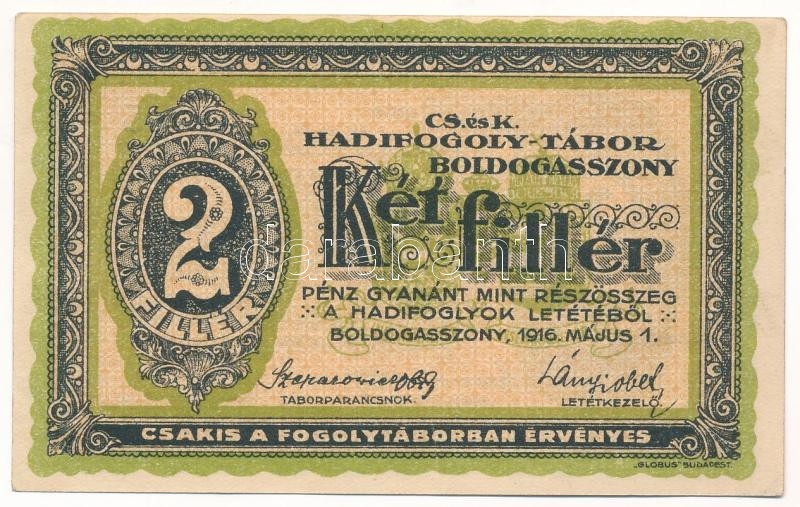 CS. és K.
HADIFOGOLY-TÁBOR
BOLDOGASSZONY
Két fillér
2
FILLÉR
PÉNZ GYANÁNT MINT RÉSZÖSSZEG
A HADIFOGLYOK LETÉTÉBŐL
BOLDOGASSZONY, 1916. MÁJUS 1.
TÁBORPARANCSNOK.
LETÉTKEZELŐ.
CSAKIS A FOGOLYTÁBORBAN ÉRVÉNYES.
„GLOBUS" BUDAPEST.
darabanth